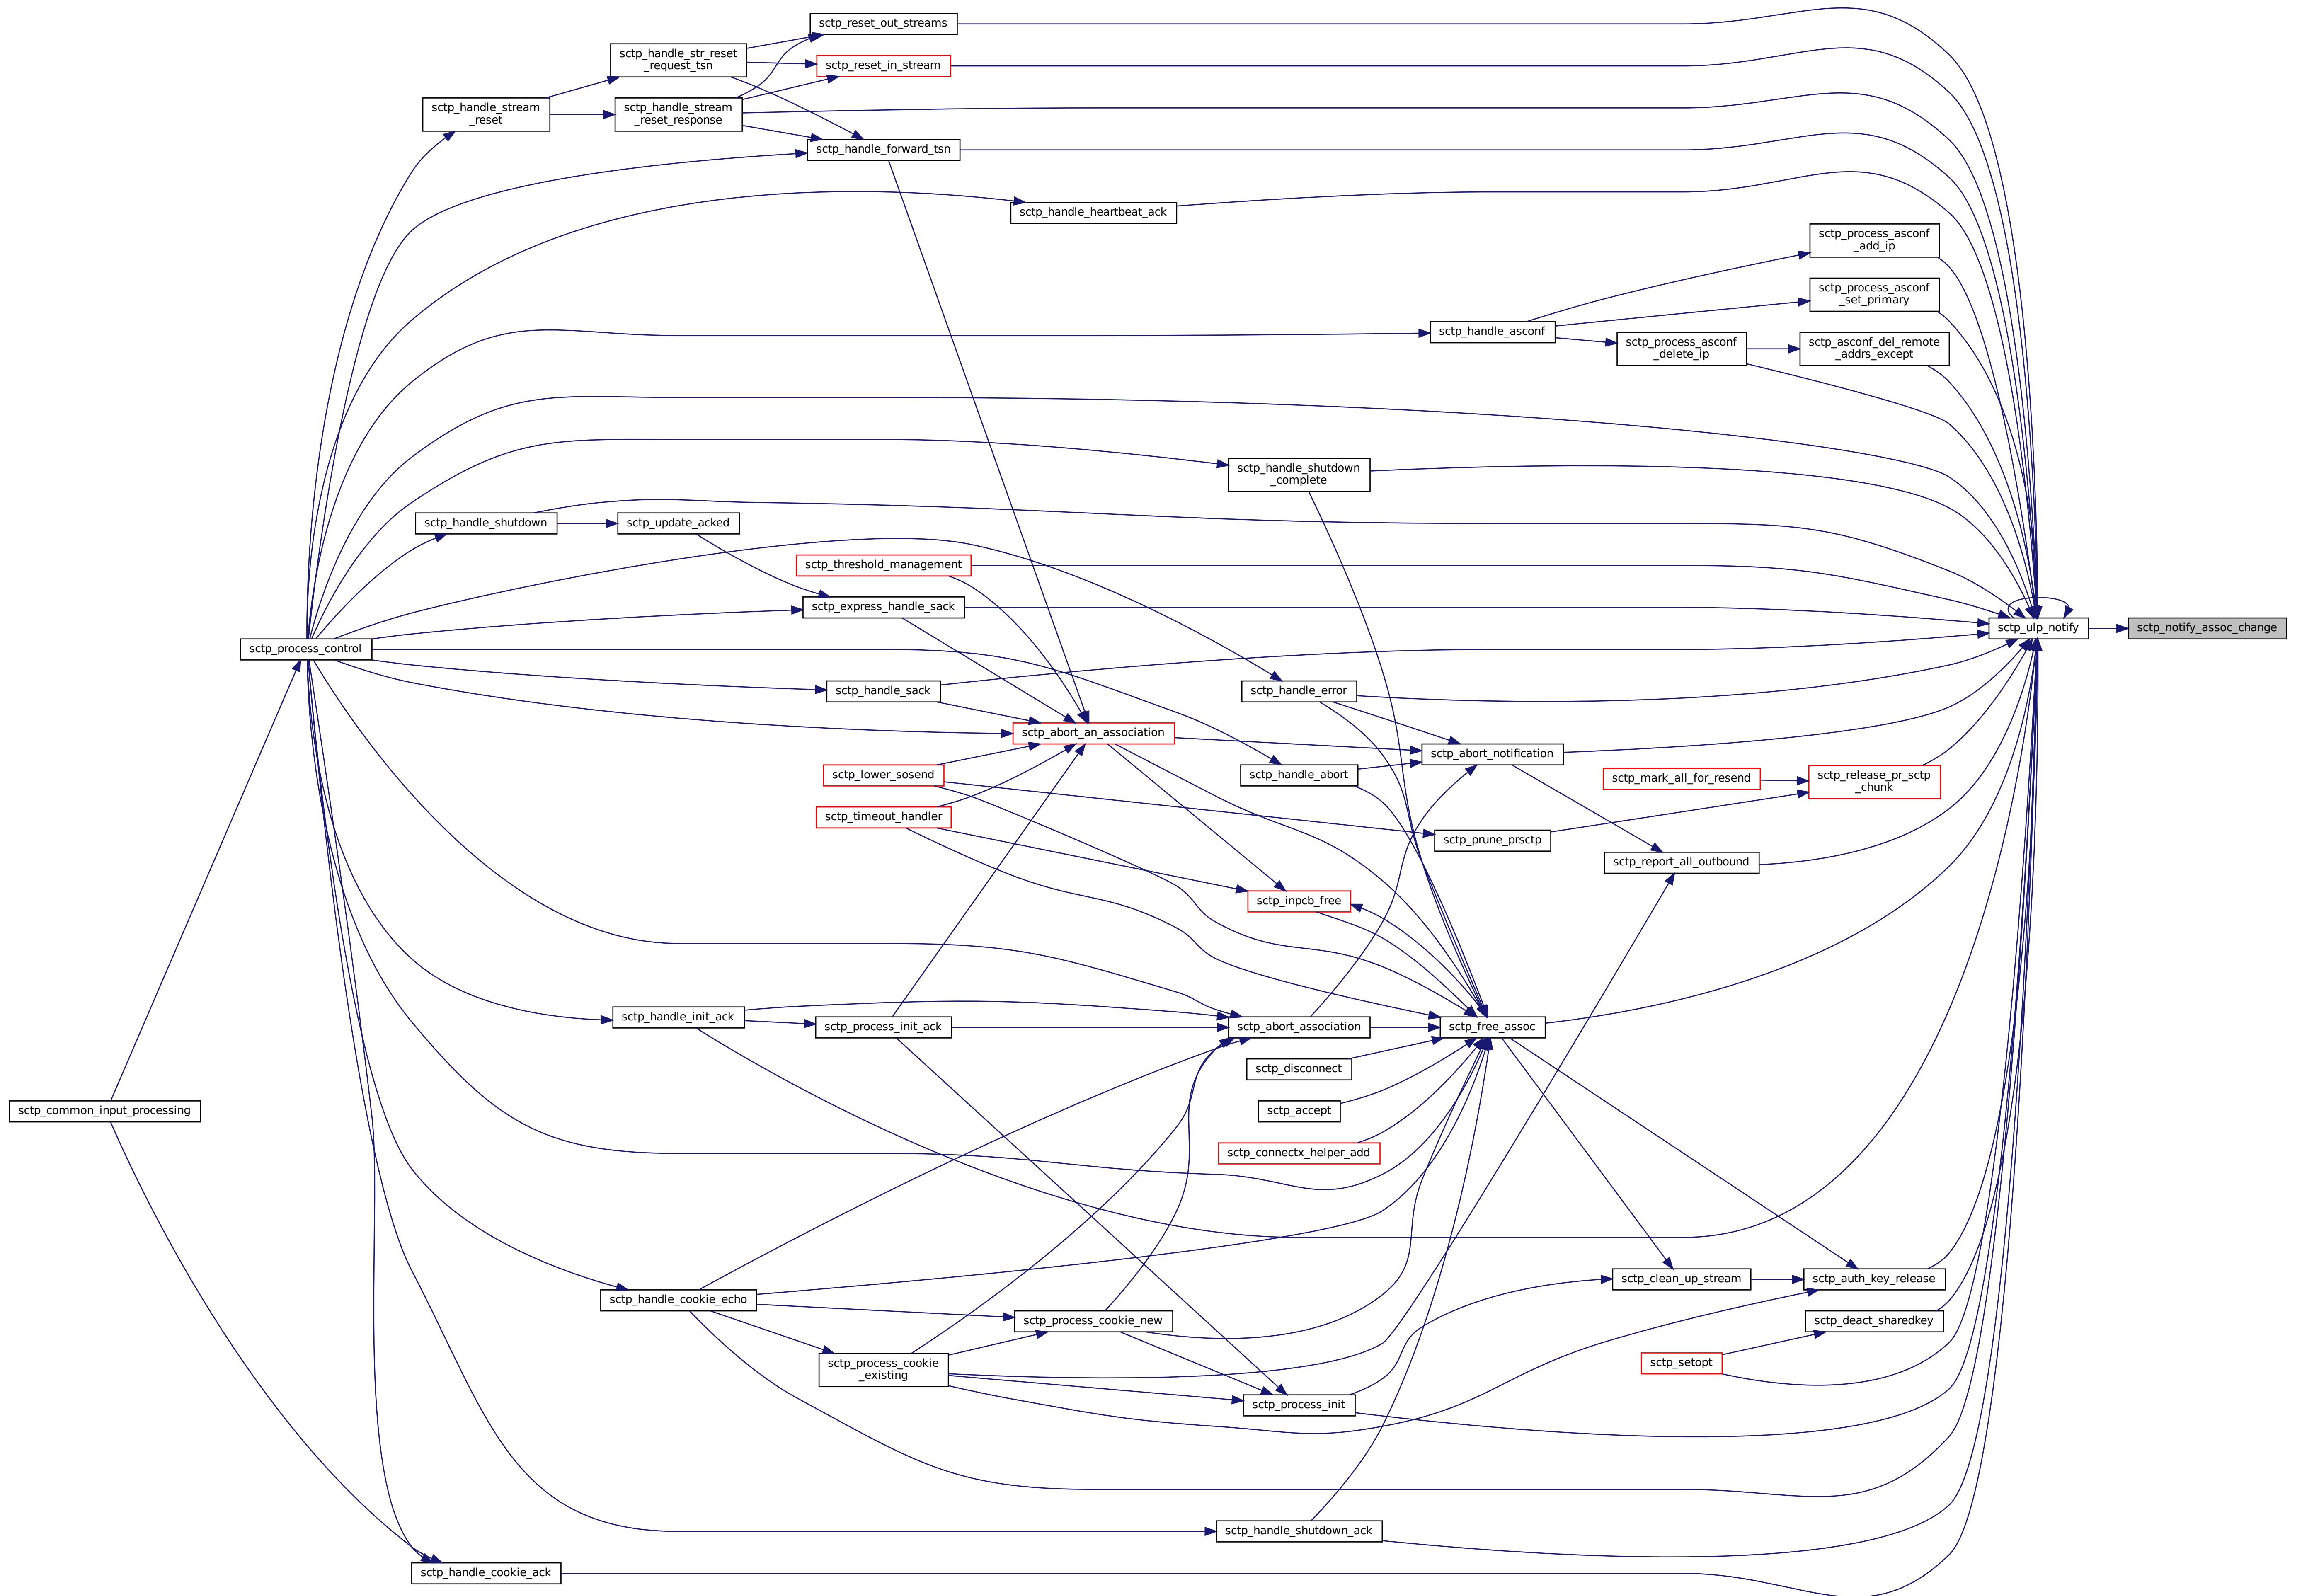 sctp_reset_out_streams
sctp_handle_str_reset
_request_tsn
sctp_reset_in_stream
sctp_handle_stream
_reset
sctp_handle_stream
_reset_response
sctp_handle_forward_tsn
sctp_handle_heartbeat_ack
sctp_process_asconf
_add_ip
sctp_process_asconf
_set_primary
sctp_handle_asconf
sctp_process_asconf
_delete_ip
sctp_asconf_del_remote
_addrs_except
sctp_handle_shutdown
_complete
sctp_handle_shutdown
sctp_update_acked
sctp_threshold_management
sctp_express_handle_sack
sctp_ulp_notify
sctp_notify_assoc_change
sctp_process_control
sctp_handle_sack
sctp_handle_error
sctp_abort_an_association
sctp_abort_notification
sctp_lower_sosend
sctp_handle_abort
sctp_mark_all_for_resend
sctp_release_pr_sctp
_chunk
sctp_timeout_handler
sctp_prune_prsctp
sctp_report_all_outbound
sctp_inpcb_free
sctp_handle_init_ack
sctp_process_init_ack
sctp_abort_association
sctp_free_assoc
sctp_disconnect
sctp_common_input_processing
sctp_accept
sctp_connectx_helper_add
sctp_clean_up_stream
sctp_auth_key_release
sctp_handle_cookie_echo
sctp_process_cookie_new
sctp_deact_sharedkey
sctp_process_cookie
_existing
sctp_setopt
sctp_process_init
sctp_handle_shutdown_ack
sctp_handle_cookie_ack